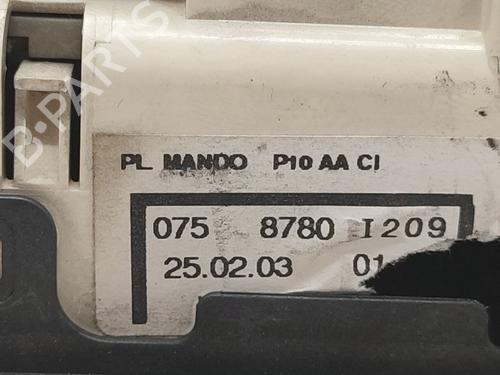 B-PARTS
PL MANDO P10 AA CI
075 8780 I209
25.02.03 01